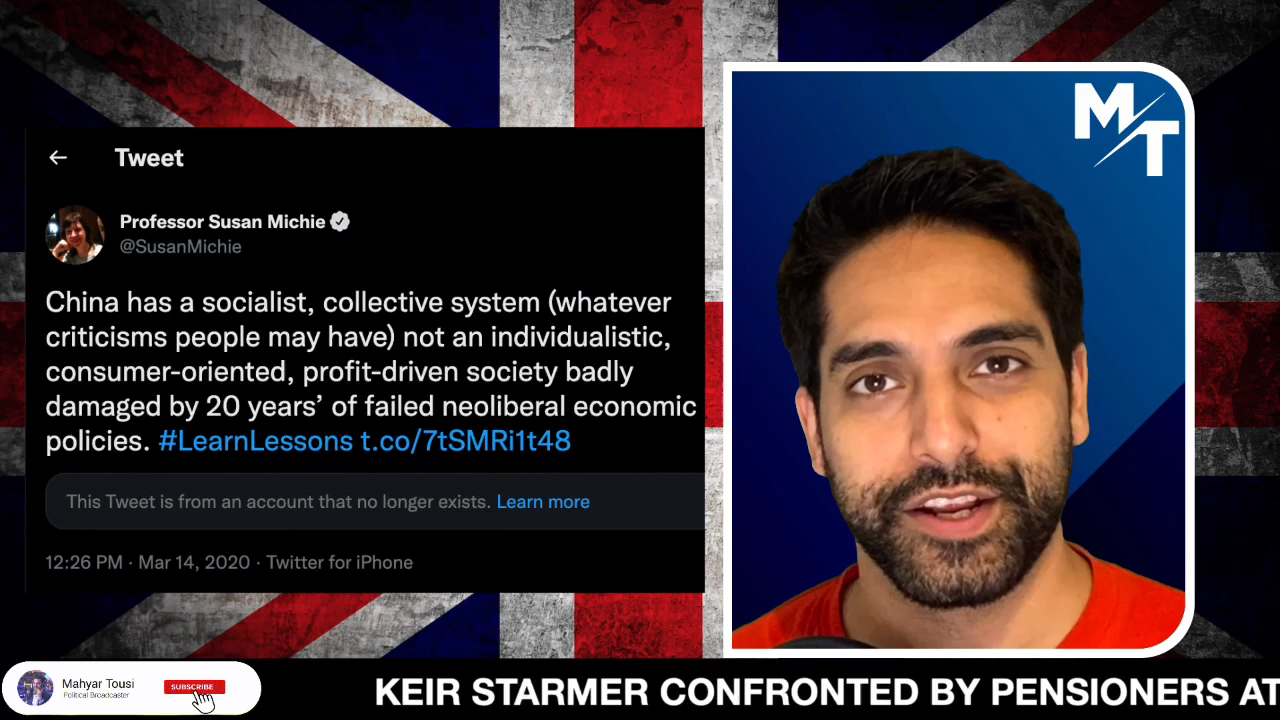 Tweet
Professor Susan Michie
@SusanMichie
China has a socialist, collective system (whatever
criticisms people may have) not an individualistic,
consumer-oriented, profit-driven society badly
damaged by 20 years’ of failed neoliberal economic
policies. #LearnLessons t.co/7tSMRi1t48
This Tweet is from an account that no longer exists. Learn more
12:26 PM · Mar 14, 2020 · Twitter for iPhone
MT
Mahyar Tousi
Political Broadcaster
SUBSCRIBE
KEIR STARMER CONFRONTED BY PENSIONERS AT